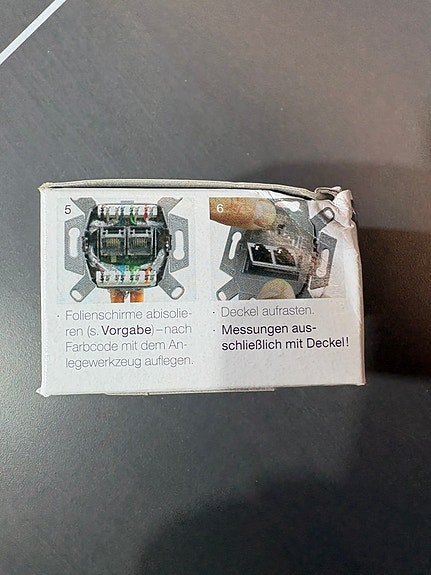 5
· Folienschirme abisolie-
ren (s. Vorgabe) – nach
Farbcode mit dem An-
legewerkzeug auflegen.
6
· Deckel aufrasten.
· Messungen aus-
schließlich mit Deckel!